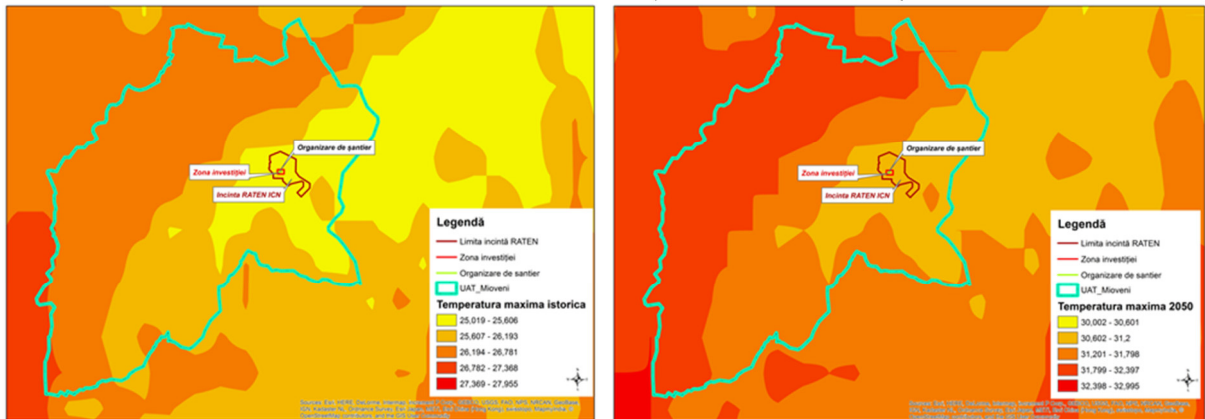 Organizare de șantier
Zona investiției
Incinta RATEN ICN
Legendă
Limita incintă RATEN
Zona investiției
Organizare de santier
UAT_Mioveni
Temperatura maxima istorica
25,019 - 25,606
25,607 - 26,193
26,194 - 26,781
26,782 - 27,368
27,369 - 27,955
Organizare de șantier
Zona investiției
Incinta RATEN ICN
Legendă
Limita incintă RATEN
Zona investiției
Organizare de santier
UAT_Mioveni
Temperatura maxima 2050
30,002 - 30,601
30,602 - 31,2
31,201 - 31,798
31,799 - 32,397
32,398 - 32,995